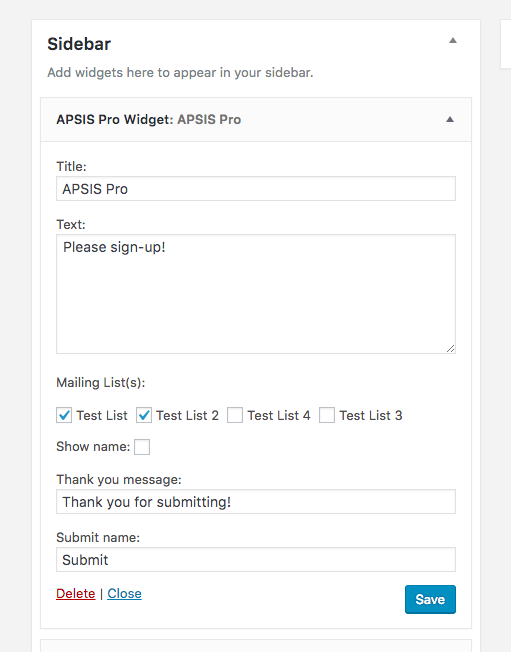 Sidebar
Add widgets here to appear in your sidebar.
APSIS Pro Widget: APSIS Pro
Title:
APSIS Pro
Text:
Please sign-up!
Mailing List(s):
Test List Test List 2 Test List 4 Test List 3
Show name:
Thank you message:
Thank you for submitting!
Submit name:
Submit
Delete | Close Save